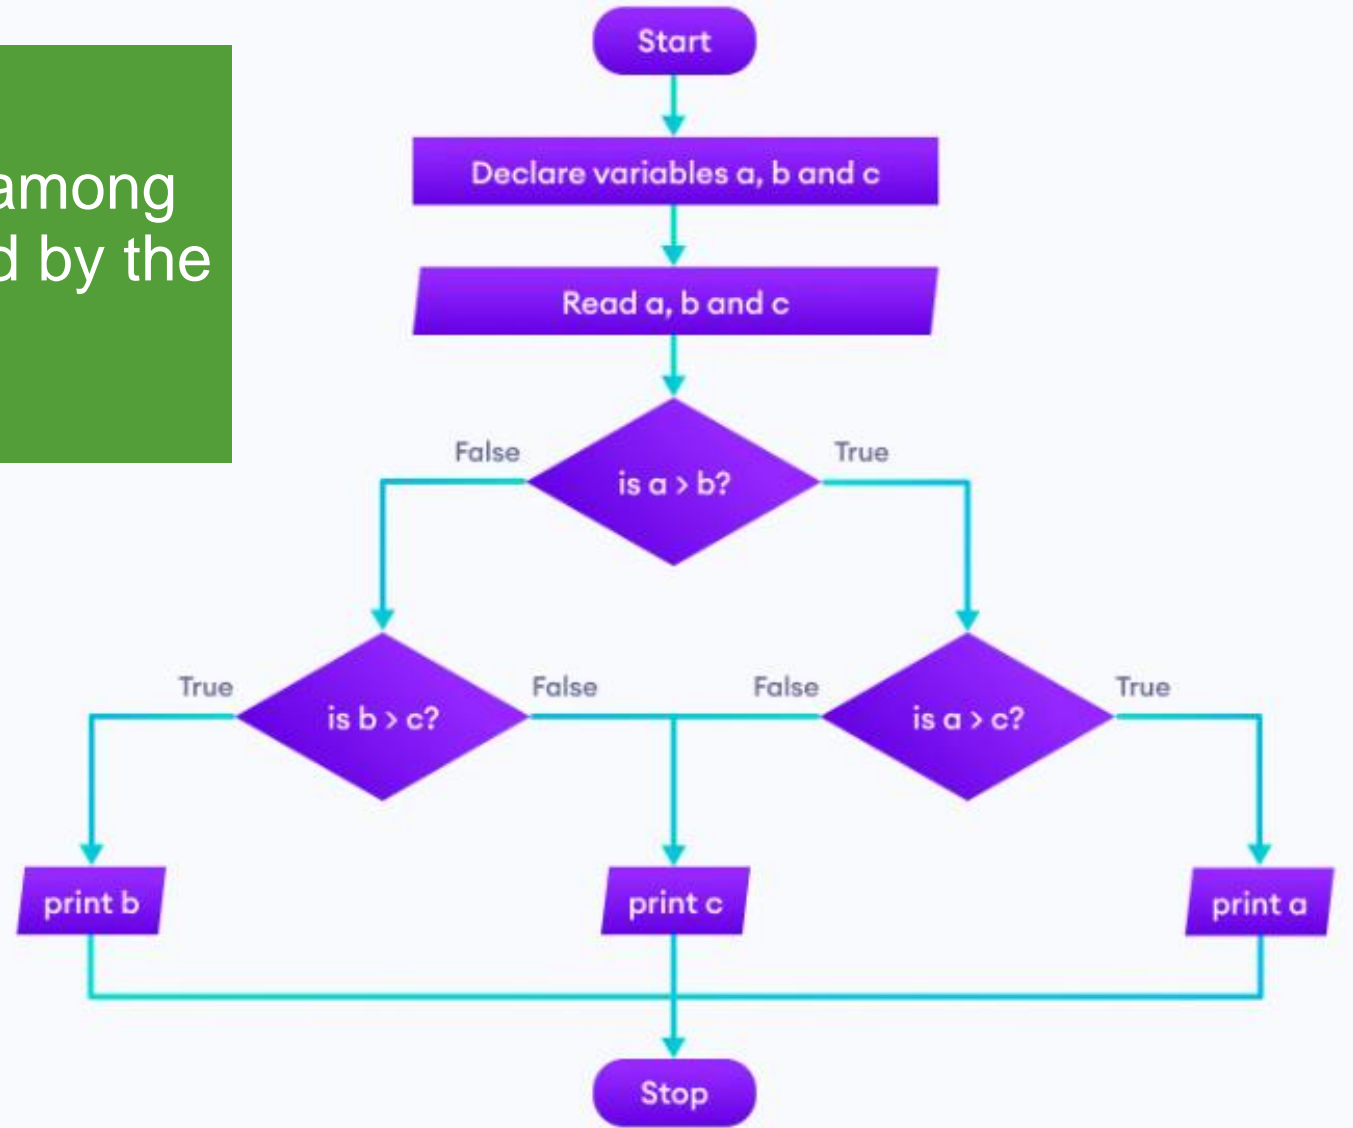 among
d by the
Start
Declare variables a, b and c
Read a, b and c
False
True
is a > b?
True
is b > c?
False
False
is a > c?
True
print b
print c
print a
Stop